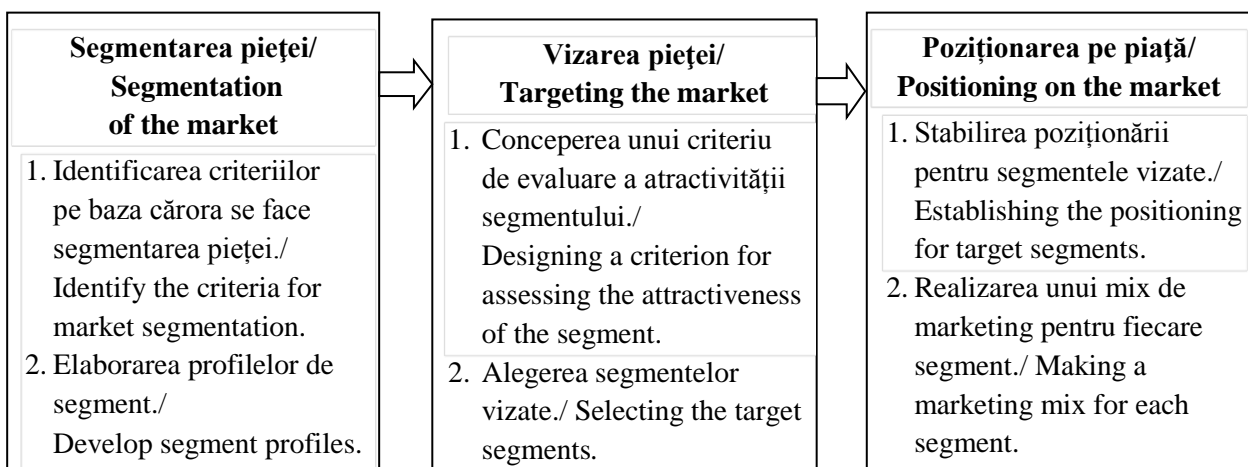 Segmentarea pieţei/
Segmentation
of the market
1. Identificarea criteriilor
pe baza cărora se face
segmentarea pieței./
Identify the criteria for
market segmentation.
2. Elaborarea profilelor de
segment./
Develop segment profiles.
Vizarea pieţei/
Targeting the market
1. Conceperea unui criteriu
de evaluare a atractivității
segmentului./
Designing a criterion for
assessing the attractiveness
of the segment.
2. Alegerea segmentelor
vizate./ Selecting the target
segments.
Poziționarea pe piaţă/
Positioning on the market
1. Stabilirea poziționării
pentru segmentele vizate./
Establishing the positioning
for target segments.
2. Realizarea unui mix de
marketing pentru fiecare
segment./ Making a
marketing mix for each
segment.